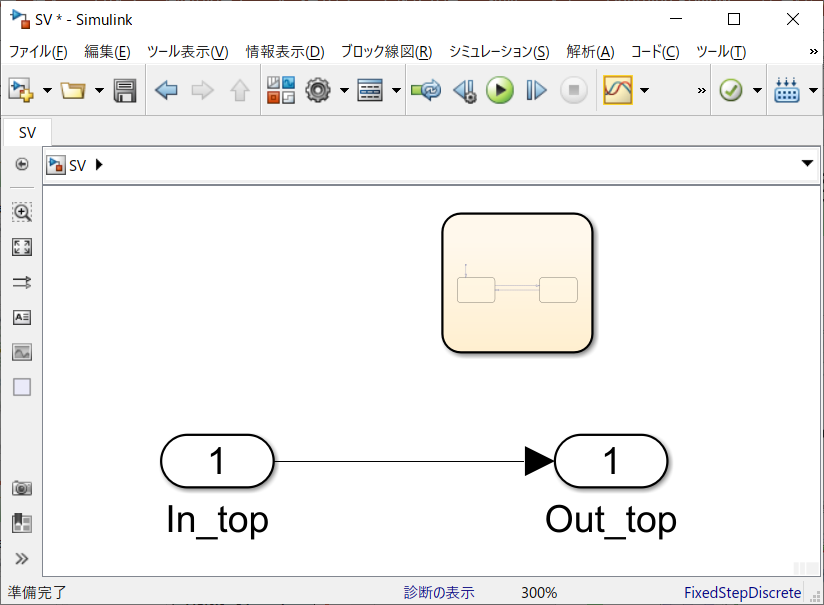 SV * - Simulink
ファイル(F) 編集(E) ツール表示(V) 情報表示(D) ブロック線図(R) シミュレーション(S) 解析(A) コード(C) ツール(T) »
SV
SV
1 1
In_top Out_top
準備完了 診断の表示 300% FixedStepDiscrete